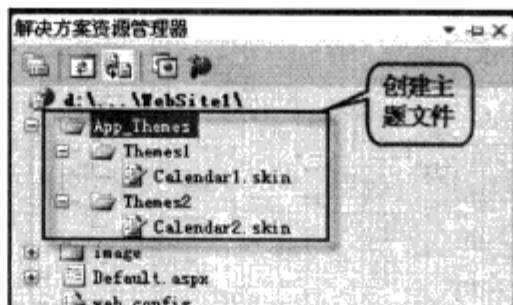 解决方案资源管理器
d:\...\WebSite1\
创建主
题文件
App_Themes
Themes1
Calendar1.skin
Themes2
Calendar2.skin
image
Default.aspx
web.config